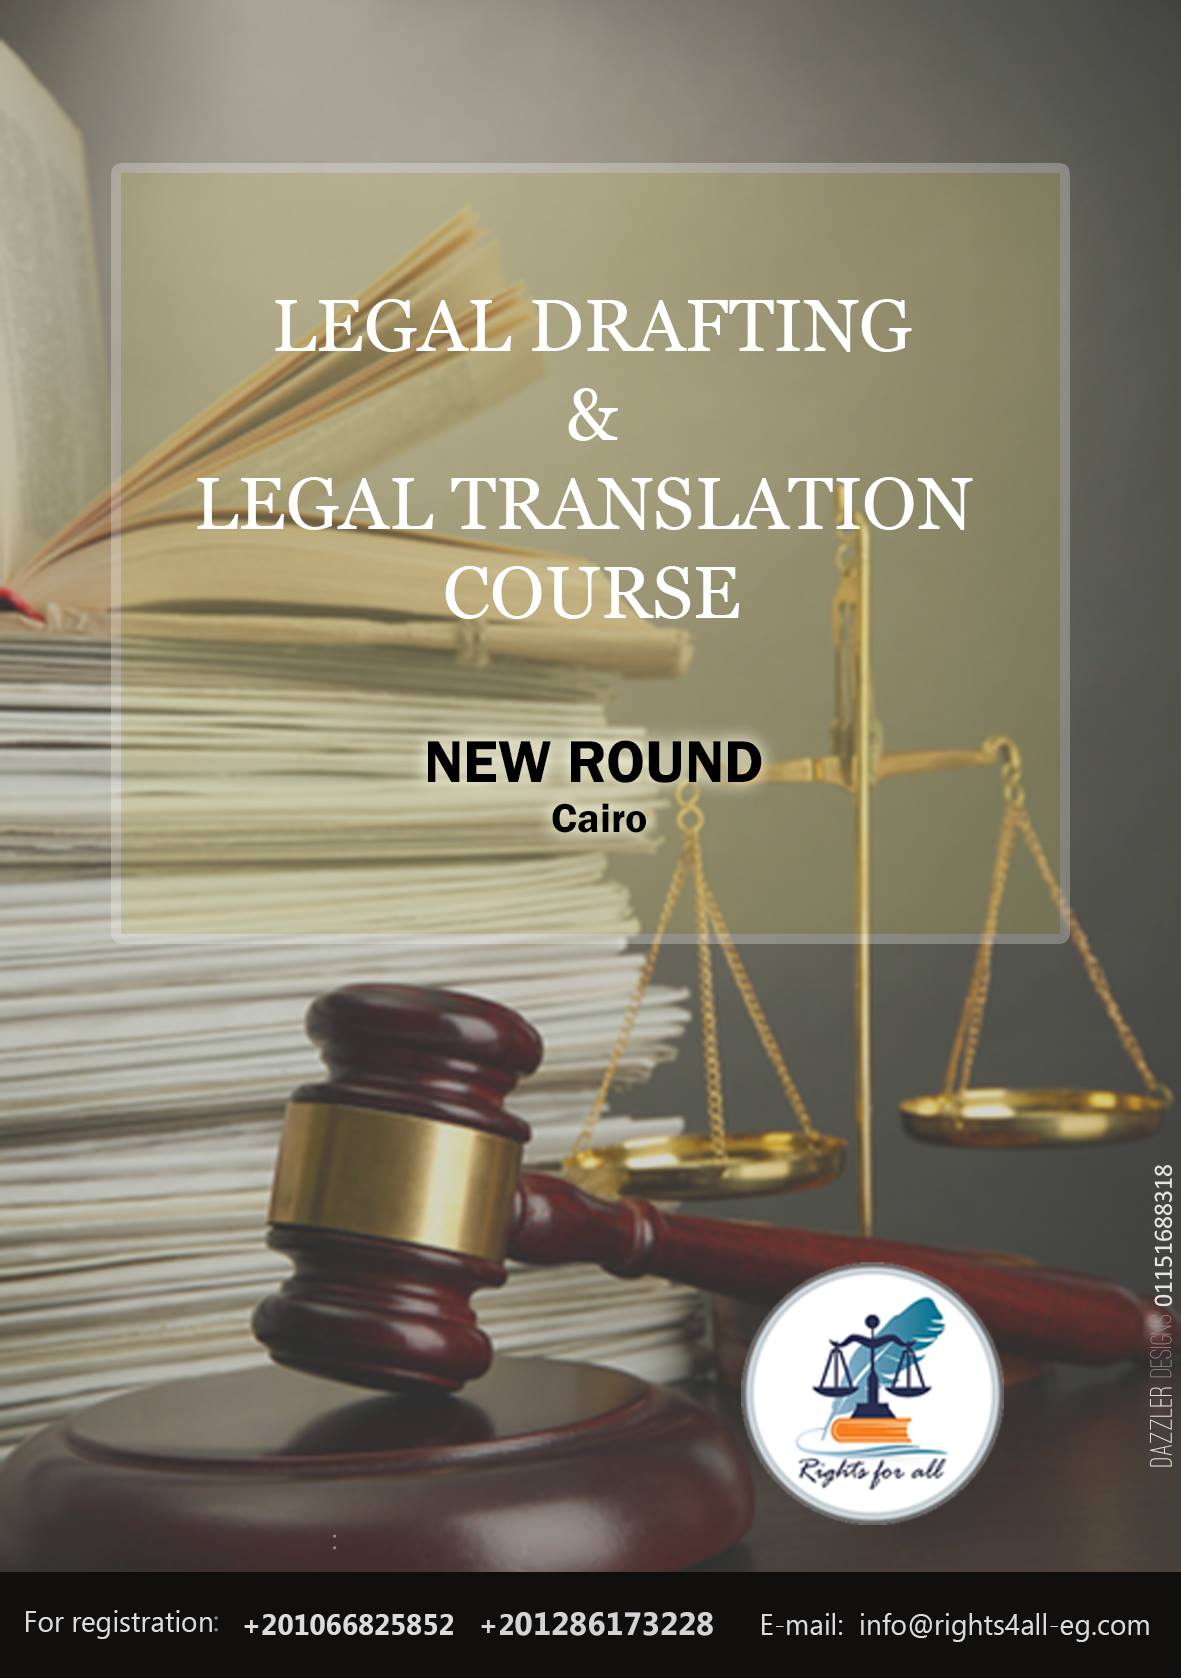 LEGAL DRAFTING
&
LEGAL TRANSLATION
COURSE
NEW ROUND
Cairo
DAZZLER DESIGNS 01151688318
Rights for all
:
For registration: +201066825852 +201286173228 E-mail: info@rights4all-eg.com